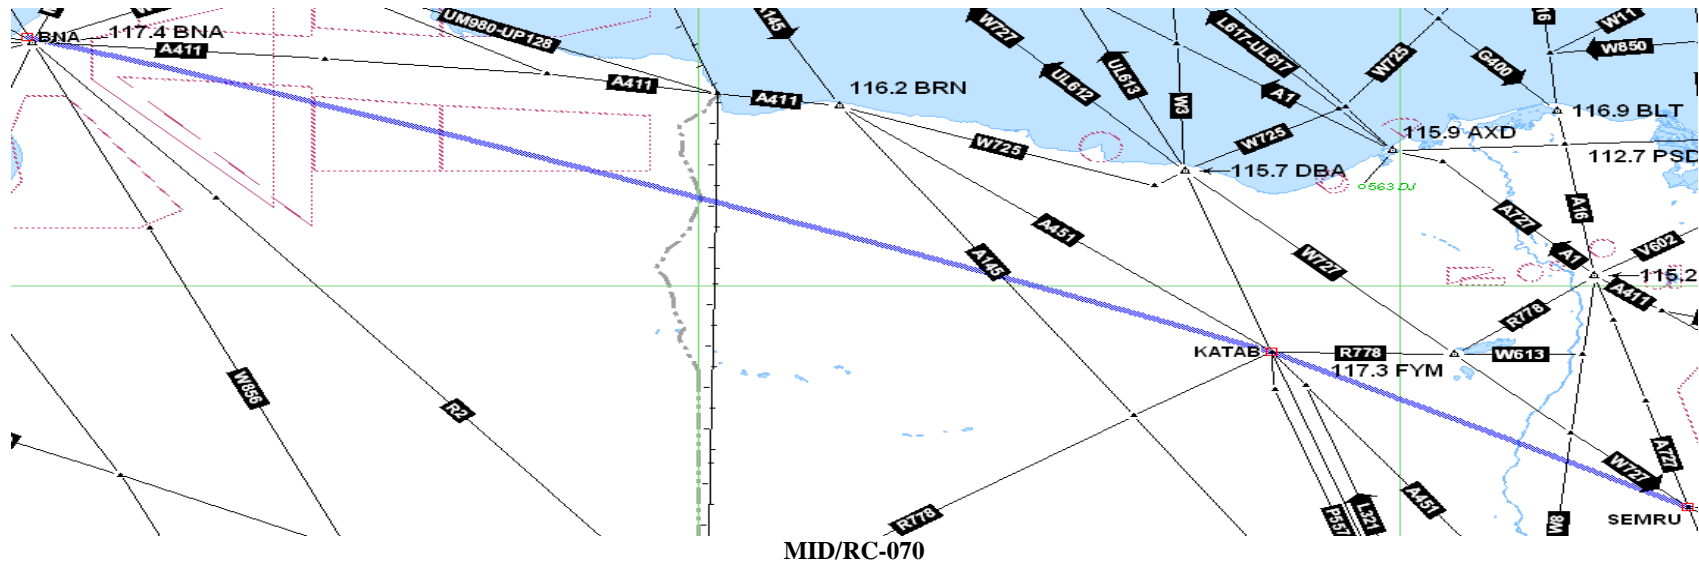 BNA
117.4 BNA
A411
UM980-UP128
A145
W727
L617-UL617
W725
G400
W11
W850
A411
A411
116.2 BRN
UL612
UL613
W3
A1
W725
116.9 BLT
115.9 AXD
W725
115.7 DBA
112.7 PSD
563 DJ
A451
A145
W727
A727
A16
A1
V602
115.2
A411
R778
KATAB
R778
W613
117.3 FYM
W856
R2
R778
P557
L321
A451
W8
W727
A727
SEMRU
MID/RC-070